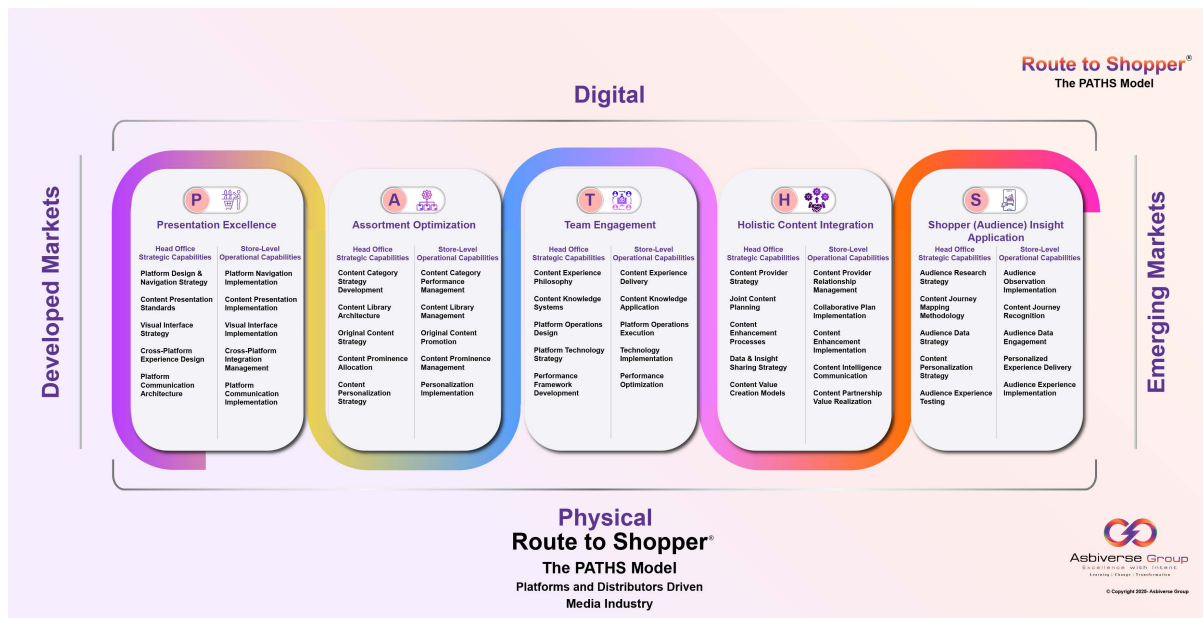 Route to Shopper®
The PATHS Model
Digital
Developed Markets
Emerging Markets
P
Presentation Excellence
Head Office
Strategic Capabilities
Platform Design &
Navigation Strategy
Content Presentation
Standards
Visual Interface
Strategy
Cross-Platform
Experience Design
Platform
Communication
Architecture
Store-Level
Operational Capabilities
Platform Navigation
Implementation
Content Presentation
Implementation
Visual Interface
Implementation
Cross-Platform
Integration
Management
Platform
Communication
Implementation
A
Assortment Optimization
Head Office
Strategic Capabilities
Content Category
Strategy
Development
Content Library
Architecture
Original Content
Strategy
Content Prominence
Allocation
Content
Personalization
Strategy
Store-Level
Operational Capabilities
Content Category
Performance
Management
Content Library
Management
Original Content
Promotion
Content Prominence
Management
Personalization
Implementation
T
Team Engagement
Head Office
Strategic Capabilities
Content Experience
Philosophy
Content Knowledge
Systems
Platform Operations
Design
Platform Technology
Strategy
Performance
Framework
Development
Store-Level
Operational Capabilities
Content Experience
Delivery
Content Knowledge
Application
Platform Operations
Execution
Technology
Implementation
Performance
Optimization
H
Holistic Content Integration
Head Office
Strategic Capabilities
Content Provider
Strategy
Joint Content
Planning
Content
Enhancement
Processes
Data & Insight
Sharing Strategy
Content Value
Creation Models
Store-Level
Operational Capabilities
Content Provider
Relationship
Management
Collaborative Plan
Implementation
Content
Enhancement
Implementation
Content Intelligence
Communication
Content Partnership
Value Realization
S
Shopper (Audience) Insight
Application
Head Office
Strategic Capabilities
Audience Research
Strategy
Content Journey
Mapping
Methodology
Audience Data
Strategy
Content
Personalization
Strategy
Audience Experience
Testing
Store-Level
Operational Capabilities
Audience
Observation
Implementation
Content Journey
Recognition
Audience Data
Engagement
Personalized
Experience Delivery
Audience Experience
Implementation
Physical
Route to Shopper®
The PATHS Model
Platforms and Distributors Driven
Media Industry
Asbiverse Group
Excellence with Intent
Learning | Change | Transformation
© Copyright 2025- Asbiverse Group